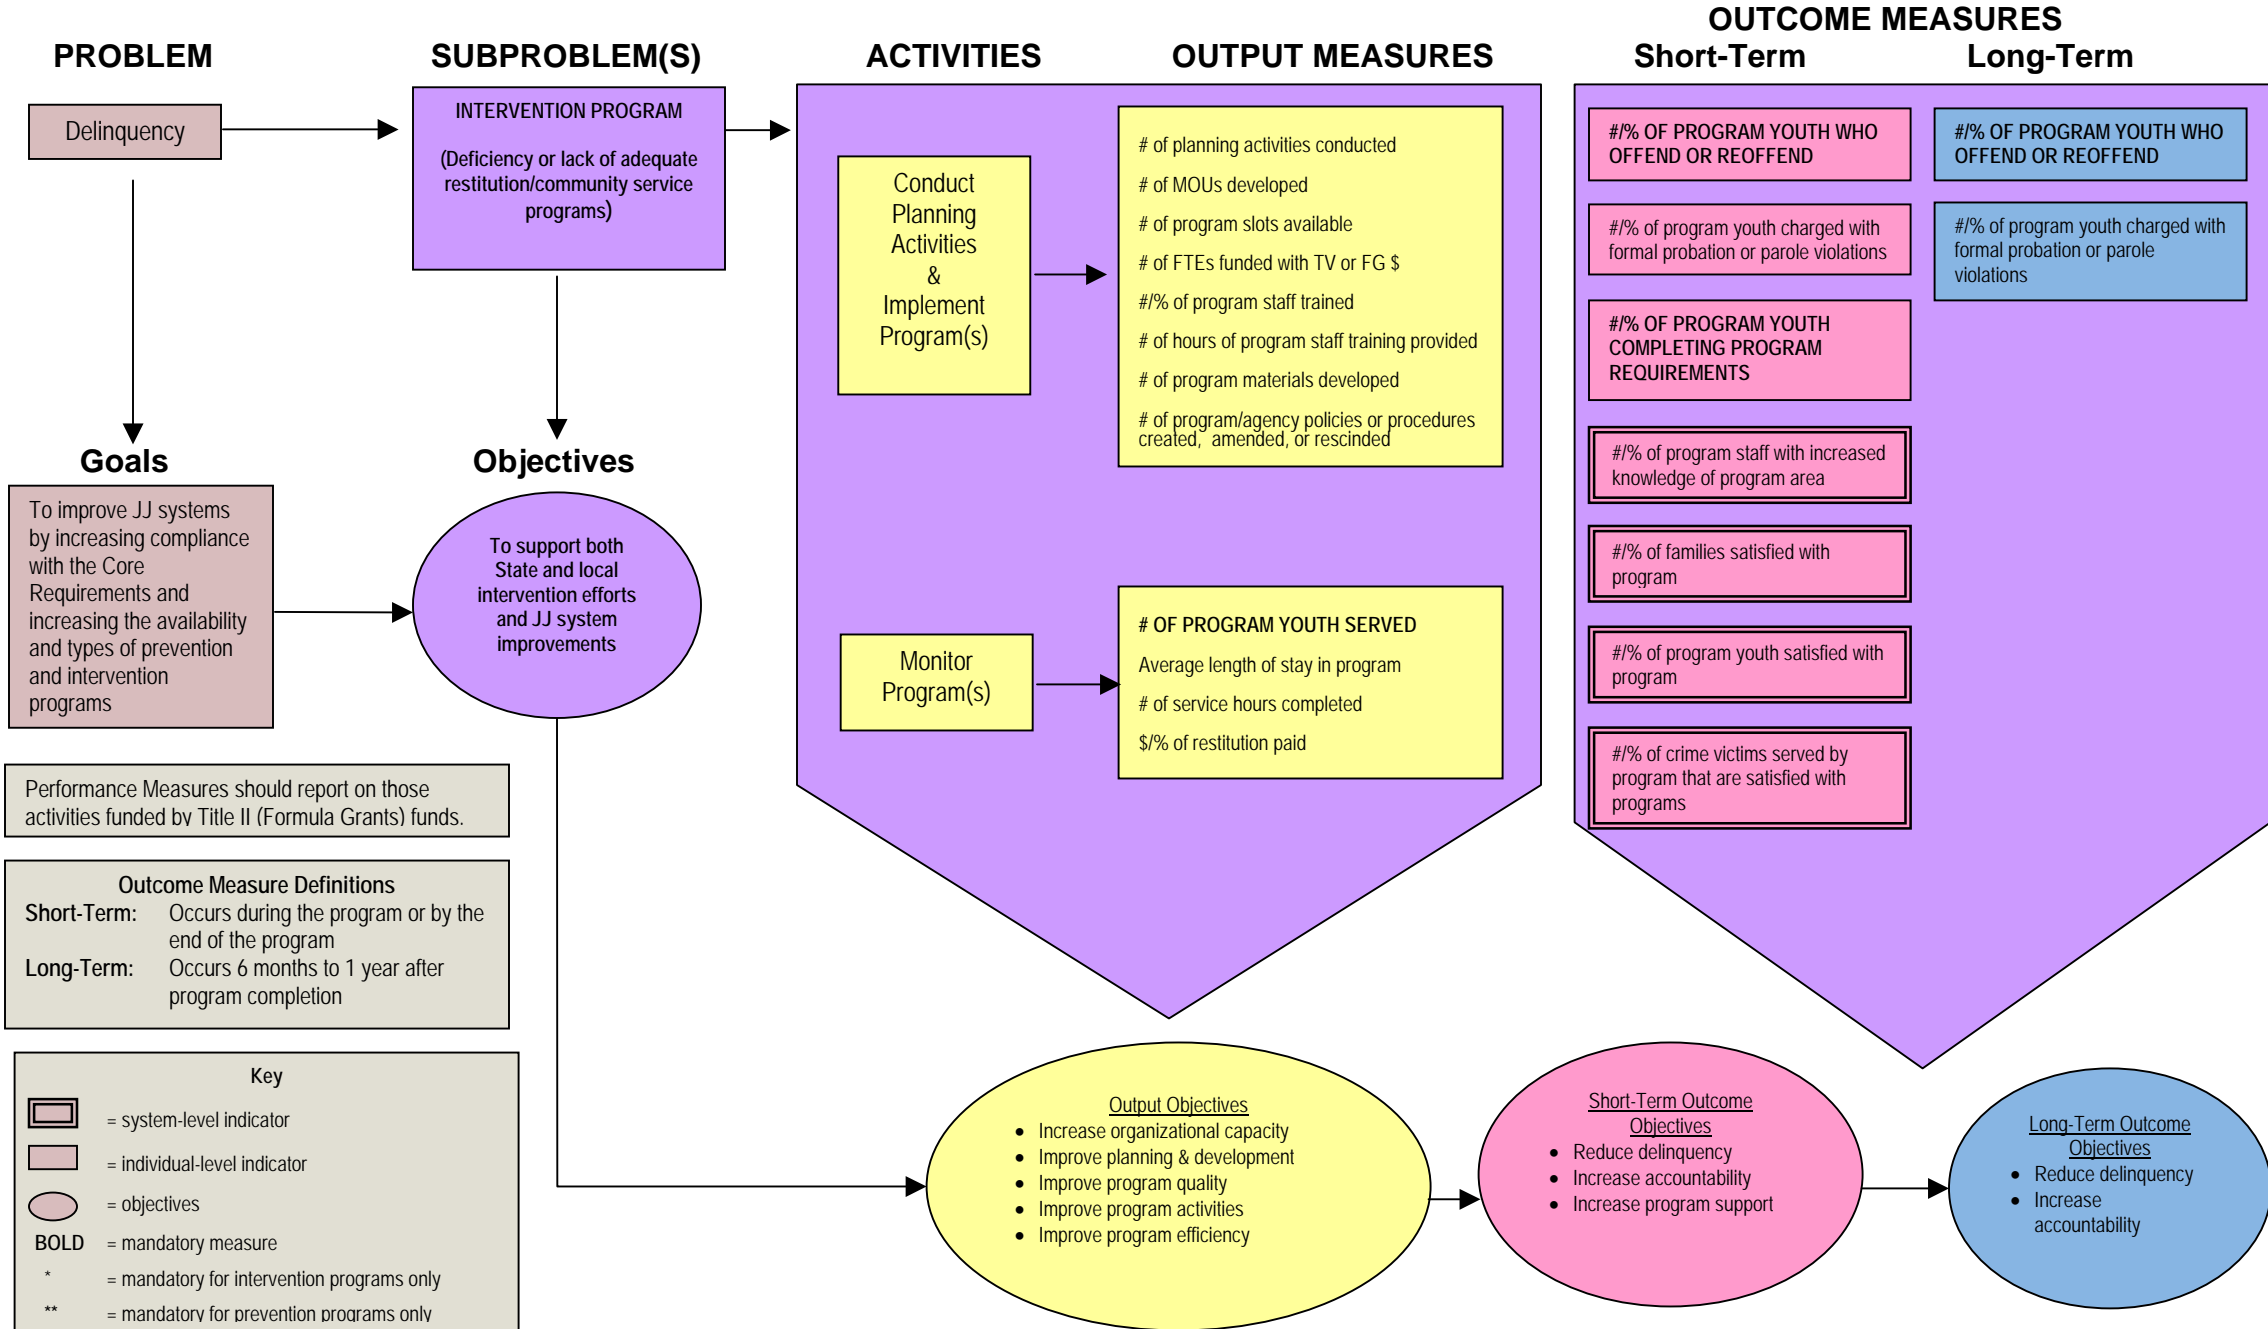 OUTCOME MEASURES
PROBLEM
SUBPROBLEM(S)
ACTIVITIES
OUTPUT MEASURES
Short-Term
Long-Term
Delinquency
INTERVENTION PROGRAM
(Deficiency or lack of adequate
restitution/community service
programs)
Goals
To improve JJ systems
by increasing compliance
with the Core
Requirements and
increasing the availability
and types of prevention
and intervention
programs
Objectives
To support both
State and local
intervention efforts
and JJ system
improvements
Conduct
Planning
Activities
&
Implement
Program(s)
# of planning activities conducted
# of MOUs developed
# of program slots available
# of FTEs funded with TV or FG $
#/% of program staff trained
# of hours of program staff training provided
# of program materials developed
# of program/agency policies or procedures
created, amended, or rescinded
Monitor
Program(s)
# OF PROGRAM YOUTH SERVED
Average length of stay in program
# of service hours completed
$/% of restitution paid
#/% OF PROGRAM YOUTH WHO
OFFEND OR REOFFEND
#/% of program youth charged with
formal probation or parole violations
#/% OF PROGRAM YOUTH
COMPLETING PROGRAM
REQUIREMENTS
#/% of program staff with increased
knowledge of program area
#/% of families satisfied with
program
#/% of program youth satisfied with
program
#/% of crime victims served by
program that are satisfied with
programs
#/% OF PROGRAM YOUTH WHO
OFFEND OR REOFFEND
#/% of program youth charged with
formal probation or parole
violations
Performance Measures should report on those
activities funded by Title II (Formula Grants) funds.
Outcome Measure Definitions
Short-Term: Occurs during the program or by the
end of the program
Long-Term: Occurs 6 months to 1 year after
program completion
Key
= system-level indicator
= individual-level indicator
= objectives
BOLD = mandatory measure
* = mandatory for intervention programs only
** = mandatory for prevention programs only
Output Objectives
• Increase organizational capacity
• Improve planning & development
• Improve program quality
• Improve program activities
• Improve program efficiency
Short-Term Outcome
Objectives
• Reduce delinquency
• Increase accountability
• Increase program support
Long-Term Outcome
Objectives
• Reduce delinquency
• Increase
accountability